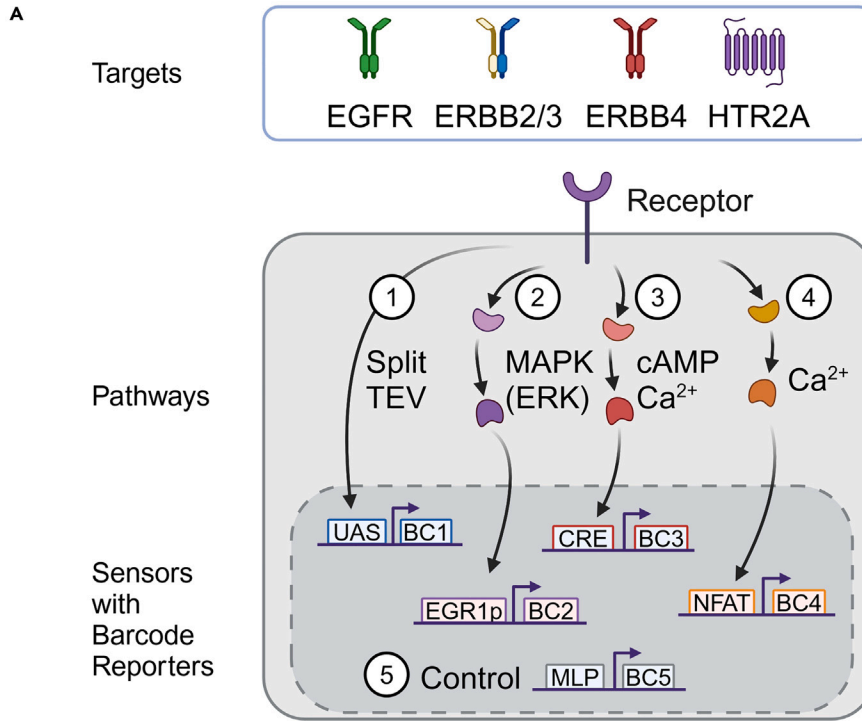 A
Targets
EGFR ERBB2/3 ERBB4 HTR2A
Receptor
1 2 3 4
Split
TEV
MAPK
(ERK)
cAMP
Ca²⁺
Ca²⁺
Pathways
UAS BC1
CRE BC3
EGR1p BC2
NFAT BC4
Sensors
with
Barcode
Reporters
5 Control MLP BC5